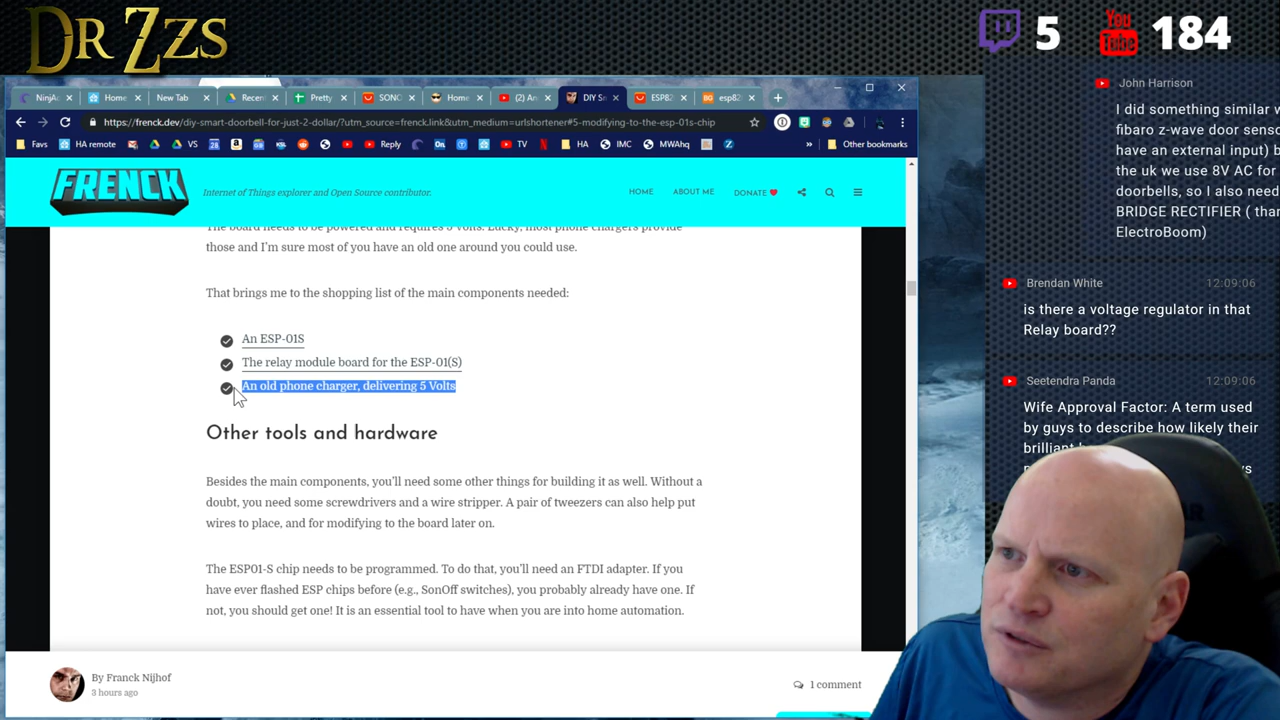 DR ZZS
5
You Tube
184
NinjA
Home
New Tab
Recen
Pretty
SONO
Home
(2) An
DIY Sn
ESP82
esp82
https://frenck.dev/diy-smart-doorbell-for-just-2-dollar/?utm_source=frenck.link&utm_medium=urlshortener#5-modifying-to-the-esp-01s-chip
Favs
HA remote
VS
Reply
On
TV
HA
IMC
MWAhq
Other bookmarks
FRENCK
Internet of Things explorer and Open Source contributor.
HOME
ABOUT ME
DONATE
The board needs to be powered and requires 5 volts. Lucky, most phone chargers provide
those and I'm sure most of you have an old one around you could use.
That brings me to the shopping list of the main components needed:
An ESP-01S
The relay module board for the ESP-01(S)
An old phone charger, delivering 5 Volts
Other tools and hardware
Besides the main components, you'll need some other things for building it as well. Without a
doubt, you need some screwdrivers and a wire stripper. A pair of tweezers can also help put
wires to place, and for modifying to the board later on.
The ESP01-S chip needs to be programmed. To do that, you'll need an FTDI adapter. If you
have ever flashed ESP chips before (e.g., SonOff switches), you probably already have one. If
not, you should get one! It is an essential tool to have when you are into home automation.
By Franck Nijhof
3 hours ago
1 comment
John Harrison
I did something similar w
fibaro z-wave door senso
have an external input) b
the uk we use 8V AC for
doorbells, so I also need
BRIDGE RECTIFIER ( than
ElectroBoom)
Brendan White
12:09:06
is there a voltage regulator in that
Relay board??
Seetendra Panda
12:09:06
Wife Approval Factor: A term used
by guys to describe how likely their
brilliant